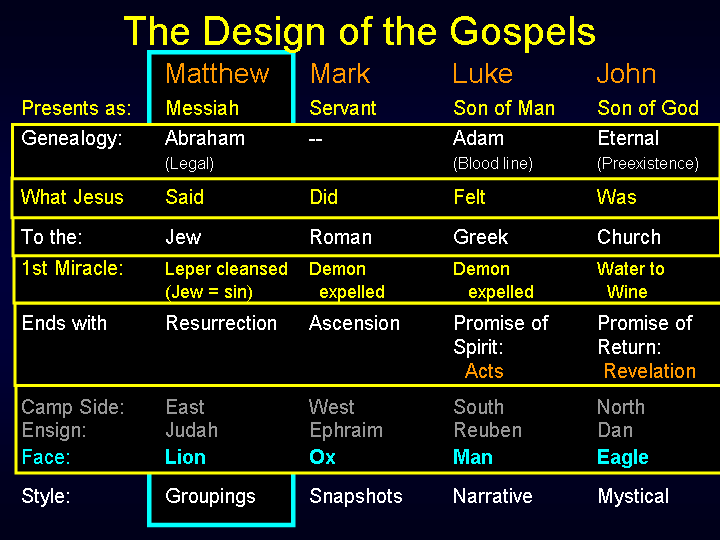 The Design of the Gospels
Matthew Mark Luke John
Presents as: Messiah Servant Son of Man Son of God
Genealogy: Abraham -- Adam Eternal
(Legal) (Blood line) (Preexistence)
What Jesus Said Did Felt Was
To the: Jew Roman Greek Church
1st Miracle: Leper cleansed Demon Demon Water to
(Jew = sin) expelled expelled Wine
Ends with Resurrection Ascension Promise of Promise of
Spirit: Return:
Acts Revelation
Camp Side: East West South North
Ensign: Judah Ephraim Reuben Dan
Face: Lion Ox Man Eagle
Style: Groupings Snapshots Narrative Mystical